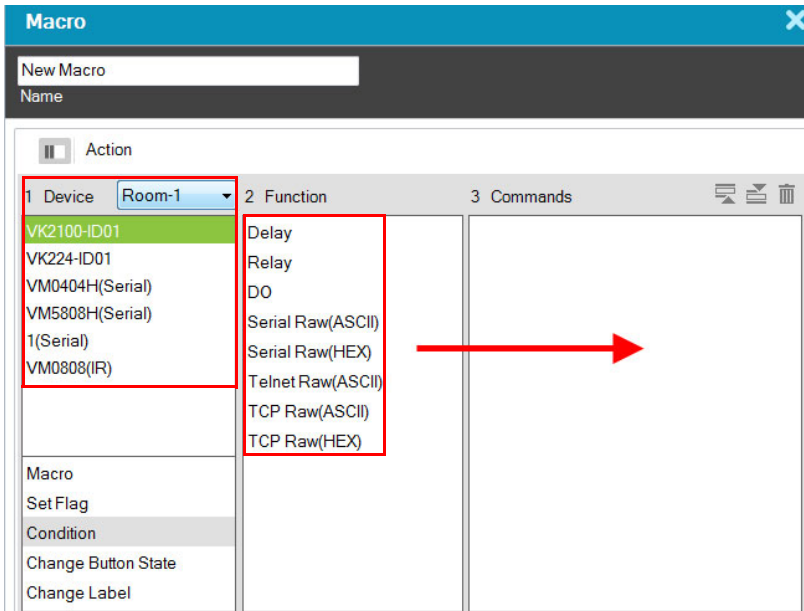 Macro
New Macro
Name
Action
1 Device Room-1
2 Function
3 Commands
VK2100-ID01
VK224-ID01
VM0404H(Serial)
VM5808H(Serial)
1(Serial)
VM0808(IR)
Macro
Set Flag
Condition
Change Button State
Change Label
Delay
Relay
DO
Serial Raw(ASCII)
Serial Raw(HEX)
Telnet Raw(ASCII)
TCP Raw(ASCII)
TCP Raw(HEX)